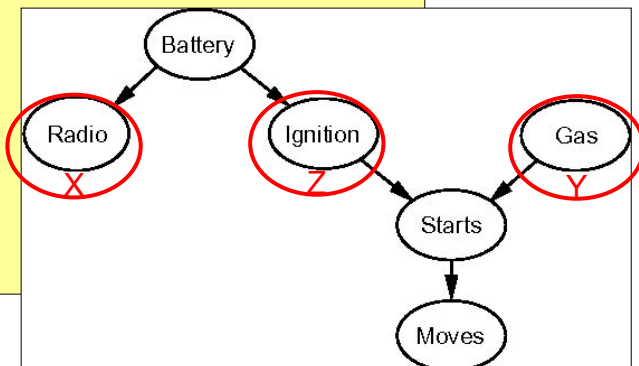 Battery
Radio
Ignition
Gas
X
Z
Y
Starts
Moves